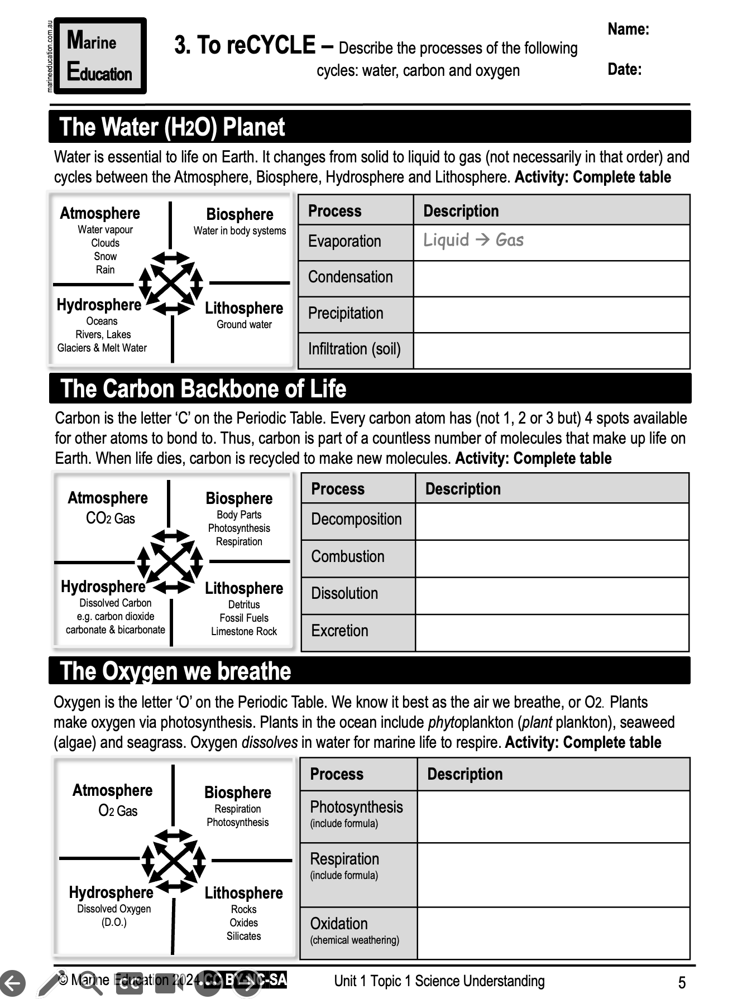 marineeducation.com.au
Marine
Education
3. To reCYCLE – Describe the processes of the following
cycles: water, carbon and oxygen
Name:
Date:
The Water (H2O) Planet
Water is essential to life on Earth. It changes from solid to liquid to gas (not necessarily in that order) and
cycles between the Atmosphere, Biosphere, Hydrosphere and Lithosphere. Activity: Complete table
Atmosphere
Water vapour
Clouds
Snow
Rain
Biosphere
Water in body systems
Hydrosphere
Oceans
Rivers, Lakes
Glaciers & Melt Water
Lithosphere
Ground water
Process Description
Evaporation Liquid → Gas
Condensation
Precipitation
Infiltration (soil)
The Carbon Backbone of Life
Carbon is the letter ‘C’ on the Periodic Table. Every carbon atom has (not 1, 2 or 3 but) 4 spots available
for other atoms to bond to. Thus, carbon is part of a countless number of molecules that make up life on
Earth. When life dies, carbon is recycled to make new molecules. Activity: Complete table
Atmosphere
CO2 Gas
Biosphere
Body Parts
Photosynthesis
Respiration
Hydrosphere
Dissolved Carbon
e.g. carbon dioxide
carbonate & bicarbonate
Lithosphere
Detritus
Fossil Fuels
Limestone Rock
Process Description
Decomposition
Combustion
Dissolution
Excretion
The Oxygen we breathe
Oxygen is the letter ‘O’ on the Periodic Table. We know it best as the air we breathe, or O2. Plants
make oxygen via photosynthesis. Plants in the ocean include phytoplankton (plant plankton), seaweed
(algae) and seagrass. Oxygen dissolves in water for marine life to respire. Activity: Complete table
Atmosphere
O2 Gas
Biosphere
Respiration
Photosynthesis
Hydrosphere
Dissolved Oxygen
(D.O.)
Lithosphere
Rocks
Oxides
Silicates
Process Description
Photosynthesis
(include formula)
Respiration
(include formula)
Oxidation
(chemical weathering)
© Marine Education 2024. CC BY-NC-SA
CC
Unit 1 Topic 1 Science Understanding
5